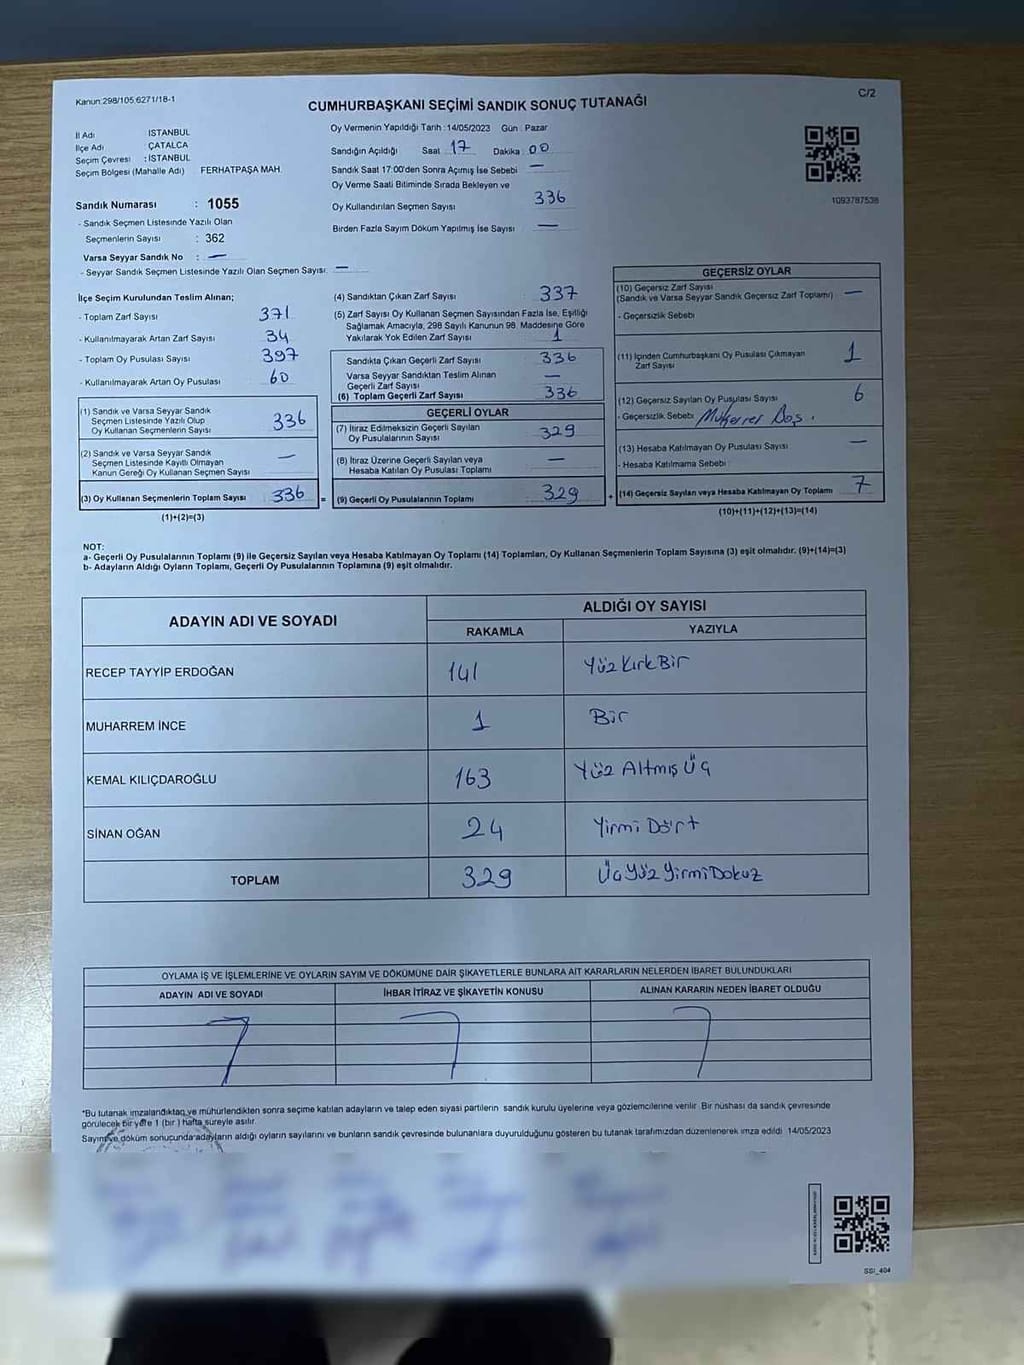 Kanun:298/105:6271/18-1
C/2
CUMHURBAŞKANI SEÇİMİ SANDIK SONUÇ TUTANAĞI
İl Adı İSTANBUL
İlçe Adı ÇATALCA
Seçim Çevresi : İSTANBUL
Seçim Bölgesi (Mahalle Adı) FERHATPAŞA MAH.
Sandık Numarası : 1055
- Sandık Seçmen Listesinde Yazılı Olan
Seçmenlerin Sayısı : 362
Varsa Seyyar Sandık No : —
- Seyyar Sandık Seçmen Listesinde Yazılı Olan Seçmen Sayısı: —
Oy Vermenin Yapıldığı Tarih :14/05/2023 Gün : Pazar
Sandığın Açıldığı Saat 17 Dakika 00
Sandık Saat 17:00'den Sonra Açımış İse Sebebi —
Oy Verme Saati Bitiminde Sırada Bekleyen ve
Oy Kullandırılan Seçmen Sayısı 336
Birden Fazla Sayım Döküm Yapılmış İse Sayısı —
1093787538
İlçe Seçim Kurulundan Teslim Alınan;
- Toplam Zarf Sayısı 371
- Kullanılmayarak Artan Zarf Sayısı 34
- Toplam Oy Pusulası Sayısı 397
- Kullanılmayarak Artan Oy Pusulası 60
(1) Sandık ve Varsa Seyyar Sandık
Seçmen Listesinde Yazılı Olup
Oy Kullanan Seçmenlerin Sayısı 336
(2) Sandık ve Varsa Seyyar Sandık
Seçmen Listesinde Kayıtlı Olmayan
Kanun Gereği Oy Kullanan Seçmen Sayısı —
(3) Oy Kullanan Seçmenlerin Toplam Sayısı 336 =
(1)+(2)=(3)
(4) Sandıktan Çıkan Zarf Sayısı : 337
(5) Zarf Sayısı Oy Kullanan Seçmen Sayısından Fazla İse, Eşitliği
Sağlamak Amacıyla, 298 Sayılı Kanunun 98. Maddesine Göre
Yakılarak Yok Edilen Zarf Sayısı 1
Sandıkta Çıkan Geçerli Zarf Sayısı 336
Varsa Seyyar Sandıktan Teslim Alınan
Geçerli Zarf Sayısı —
(6) Toplam Geçerli Zarf Sayısı 336
GEÇERLİ OYLAR
(7) İtiraz Edilmeksizin Geçerli Sayılan
Oy Pusulalarının Sayısı 329
(8) İtiraz Üzerine Geçerli Sayılan veya
Hesaba Katılan Oy Pusulası Toplamı —
(9) Geçerli Oy Pusulalarının Toplamı 329 +
GEÇERSİZ OYLAR
(10) Geçersiz Zarf Sayısı
(Sandık ve Varsa Seyyar Sandık Geçersiz Zarf Toplamı) —
- Geçersizlik Sebebi
(11) İçinden Cumhurbaşkanı Oy Pusulası Çıkmayan
Zarf Sayısı 1
(12) Geçersiz Sayılan Oy Pusulası Sayısı 6
- Geçersizlik Sebebi Mükerrer Boş.
(13) Hesaba Katılmayan Oy Pusulası Sayısı —
- Hesaba Katılmama Sebebi
(14) Geçersiz Sayılan veya Hesaba Katılmayan Oy Toplamı 7
(10)+(11)+(12)+(13)=(14)
NOT:
a- Geçerli Oy Pusulalarının Toplamı (9) ile Geçersiz Sayılan veya Hesaba Katılmayan Oy Toplamı (14) Toplamları, Oy Kullanan Seçmenlerin Toplam Sayısına (3) eşit olmalıdır. (9)+(14)=(3)
b- Adayların Aldığı Oyların Toplamı, Geçerli Oy Pusulalarının Toplamına (9) eşit olmalıdır.
ADAYIN ADI VE SOYADI
ALDIĞI OY SAYISI
RAKAMLA YAZIYLA
RECEP TAYYİP ERDOĞAN 141 Yüz Kırk Bir
MUHARREM İNCE 1 Bir
KEMAL KILIÇDAROĞLU 163 Yüz Altmış Üç
SİNAN OĞAN 24 Yirmi Dört
TOPLAM 329 Üç Yüz Yirmi Dokuz
OYLAMA İŞ VE İŞLEMLERİNE VE OYLARIN SAYIM VE DÖKÜMÜNE DAİR ŞİKAYETLERLE BUNLARA AİT KARARLARIN NELERDEN İBARET BULUNDUKLARI
ADAYIN ADI VE SOYADI İHBAR İTİRAZ VE ŞİKAYETİN KONUSU ALINAN KARARIN NEDEN İBARET OLDUĞU
*Bu tutanak imzalandıktan ve mühürlendikten sonra seçime katılan adayların ve talep eden siyasi partilerin sandık kurulu üyelerine veya gözlemcilerine verilir. Bir nüshası da sandık çevresinde
görülecek bir yere 1 (bir) hafta süreyle asılır.
Sayım ve döküm sonucunda adayların aldığı oyların sayılarını ve bunların sandık çevresinde bulunanlara duyurulduğunu gösteren bu tutanak tarafımızdan düzenlenerek imza edildi. 14/05/2023
SSI_404